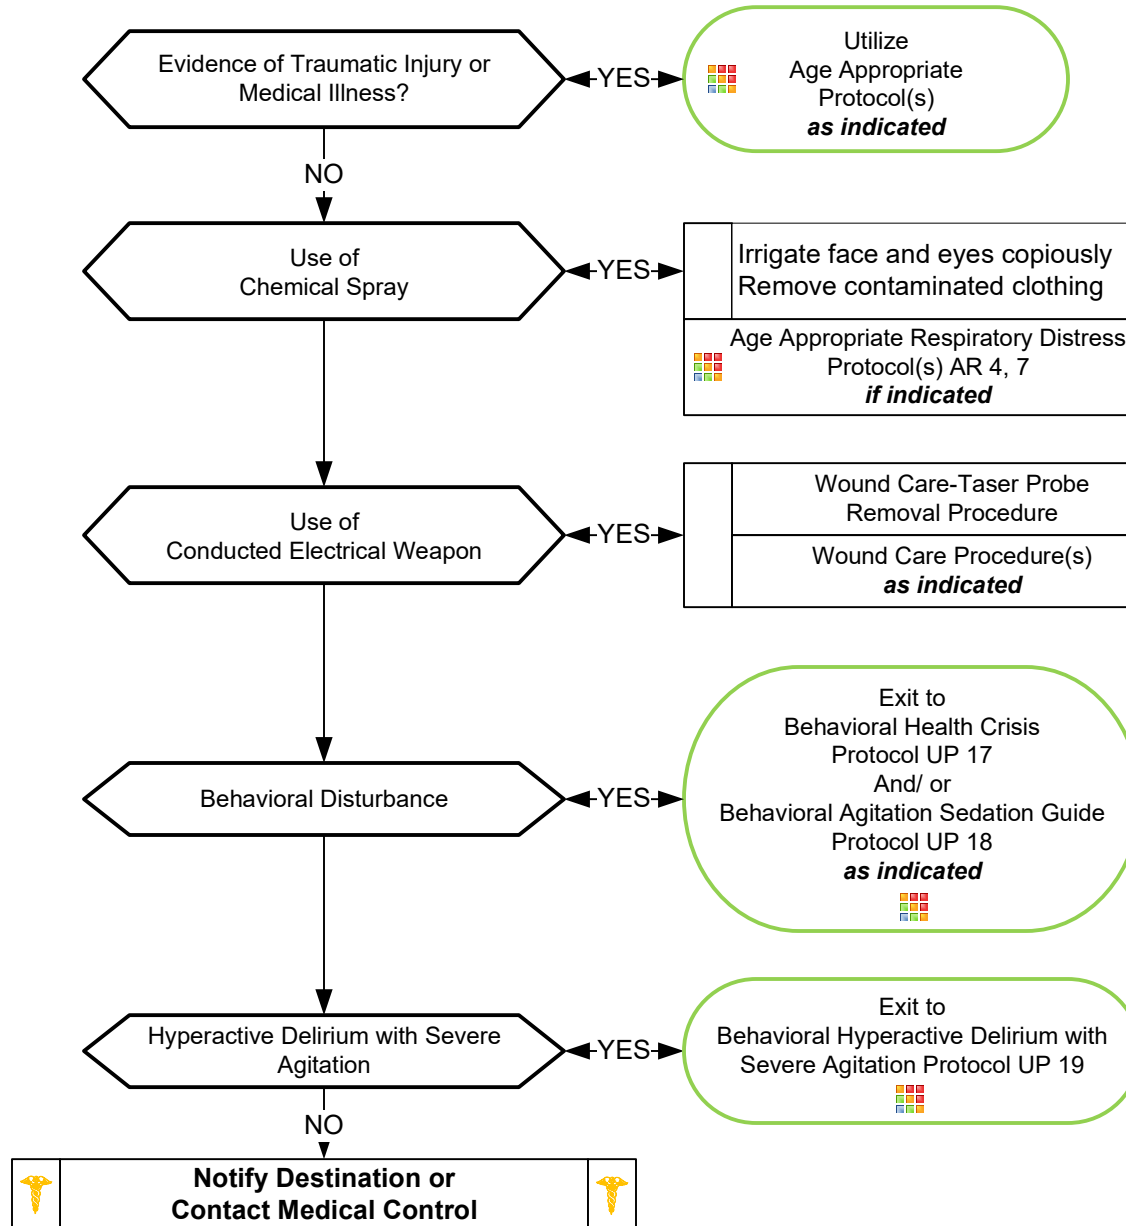 Evidence of Traumatic Injury or
Medical Illness?
YES
Utilize
Age Appropriate
Protocol(s)
as indicated
NO
Use of
Chemical Spray
YES
Irrigate face and eyes copiously
Remove contaminated clothing
Age Appropriate Respiratory Distress
Protocol(s) AR 4, 7
if indicated
Use of
Conducted Electrical Weapon
YES
Wound Care-Taser Probe
Removal Procedure
Wound Care Procedure(s)
as indicated
Behavioral Disturbance
YES
Exit to
Behavioral Health Crisis
Protocol UP 17
And/ or
Behavioral Agitation Sedation Guide
Protocol UP 18
as indicated
Hyperactive Delirium with Severe
Agitation
YES
Exit to
Behavioral Hyperactive Delirium with
Severe Agitation Protocol UP 19
NO
Notify Destination or
Contact Medical Control